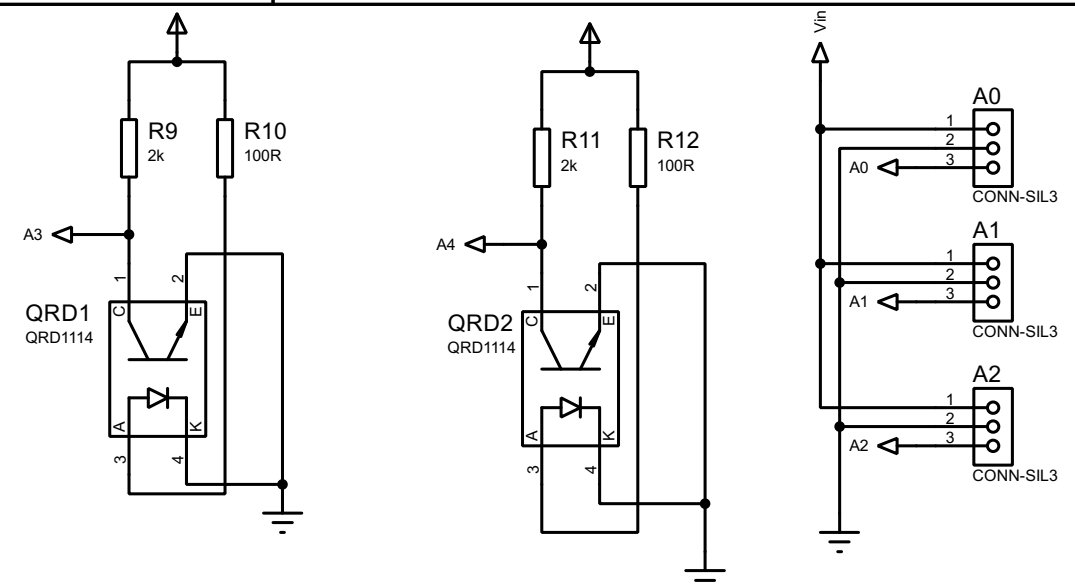 R9
2k
R10
100R
A3
1
2
C
E
QRD1
QRD1114
A
K
3
4
R11
2k
R12
100R
A4
1
2
C
E
QRD2
QRD1114
A
K
3
4
Vin
A0
1
2
3
A0
CONN-SIL3
A1
1
2
3
A1
CONN-SIL3
A2
1
2
3
A2
CONN-SIL3